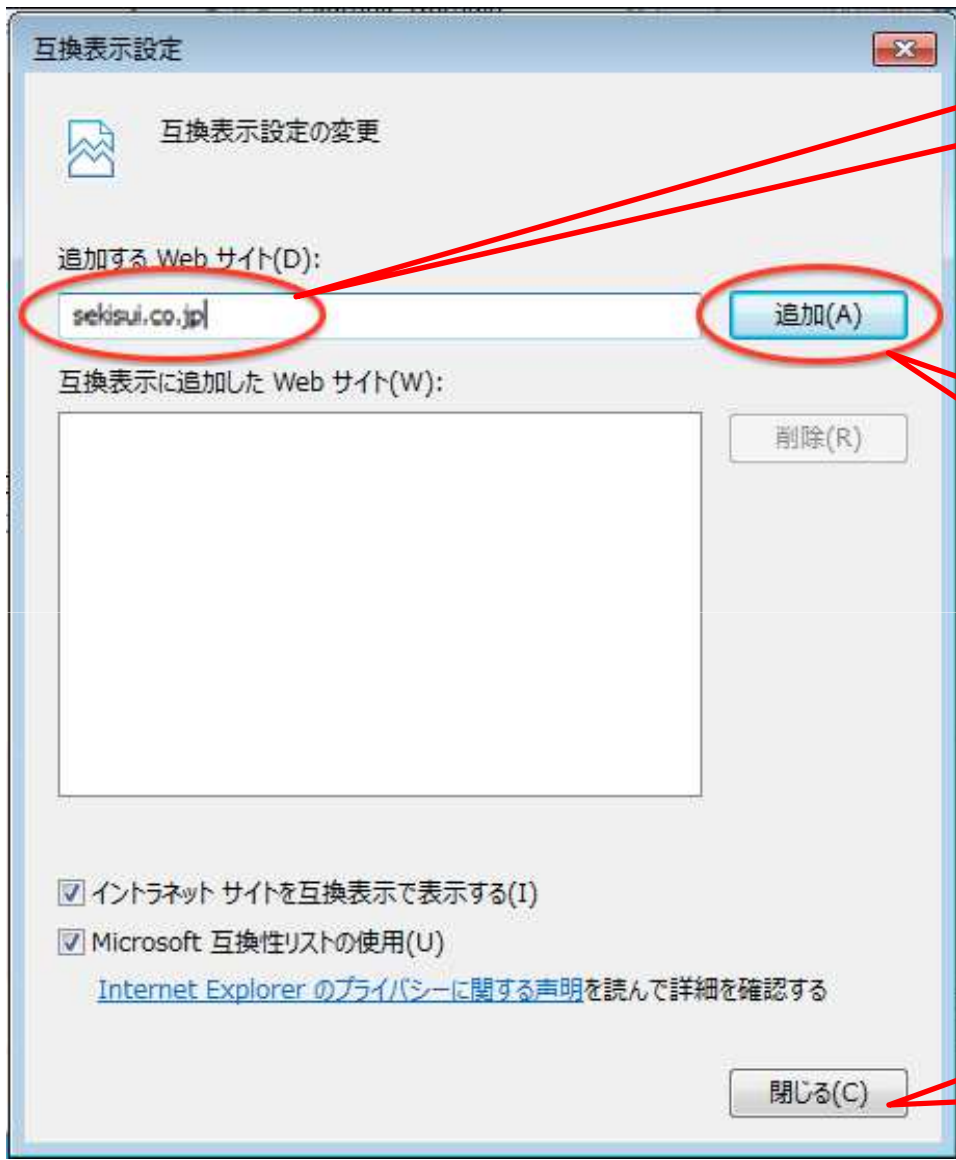 互換表示設定
互換表示設定の変更
追加する Web サイト(D):
sekisui.co.jp
追加(A)
互換表示に追加した Web サイト(W):
削除(R)
イントラネット サイトを互換表示で表示する(I)
Microsoft 互換性リストの使用(U)
Internet Explorer のプライバシーに関する声明を読んで詳細を確認する
閉じる(C)